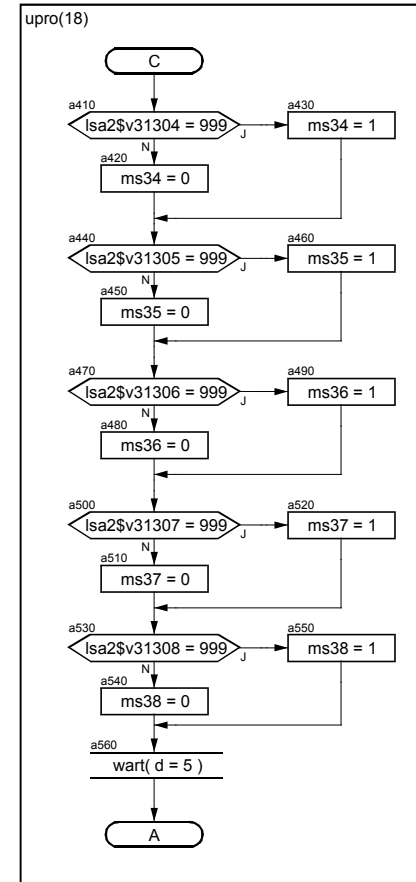 upro(18)
C
a410
lsa2$v31304 = 999
J
a430
ms34 = 1
N
a420
ms34 = 0
a440
lsa2$v31305 = 999
J
a460
ms35 = 1
N
a450
ms35 = 0
a470
lsa2$v31306 = 999
J
a490
ms36 = 1
N
a480
ms36 = 0
a500
lsa2$v31307 = 999
J
a520
ms37 = 1
N
a510
ms37 = 0
a530
lsa2$v31308 = 999
J
a550
ms38 = 1
N
a540
ms38 = 0
a560
wart( d = 5 )
A